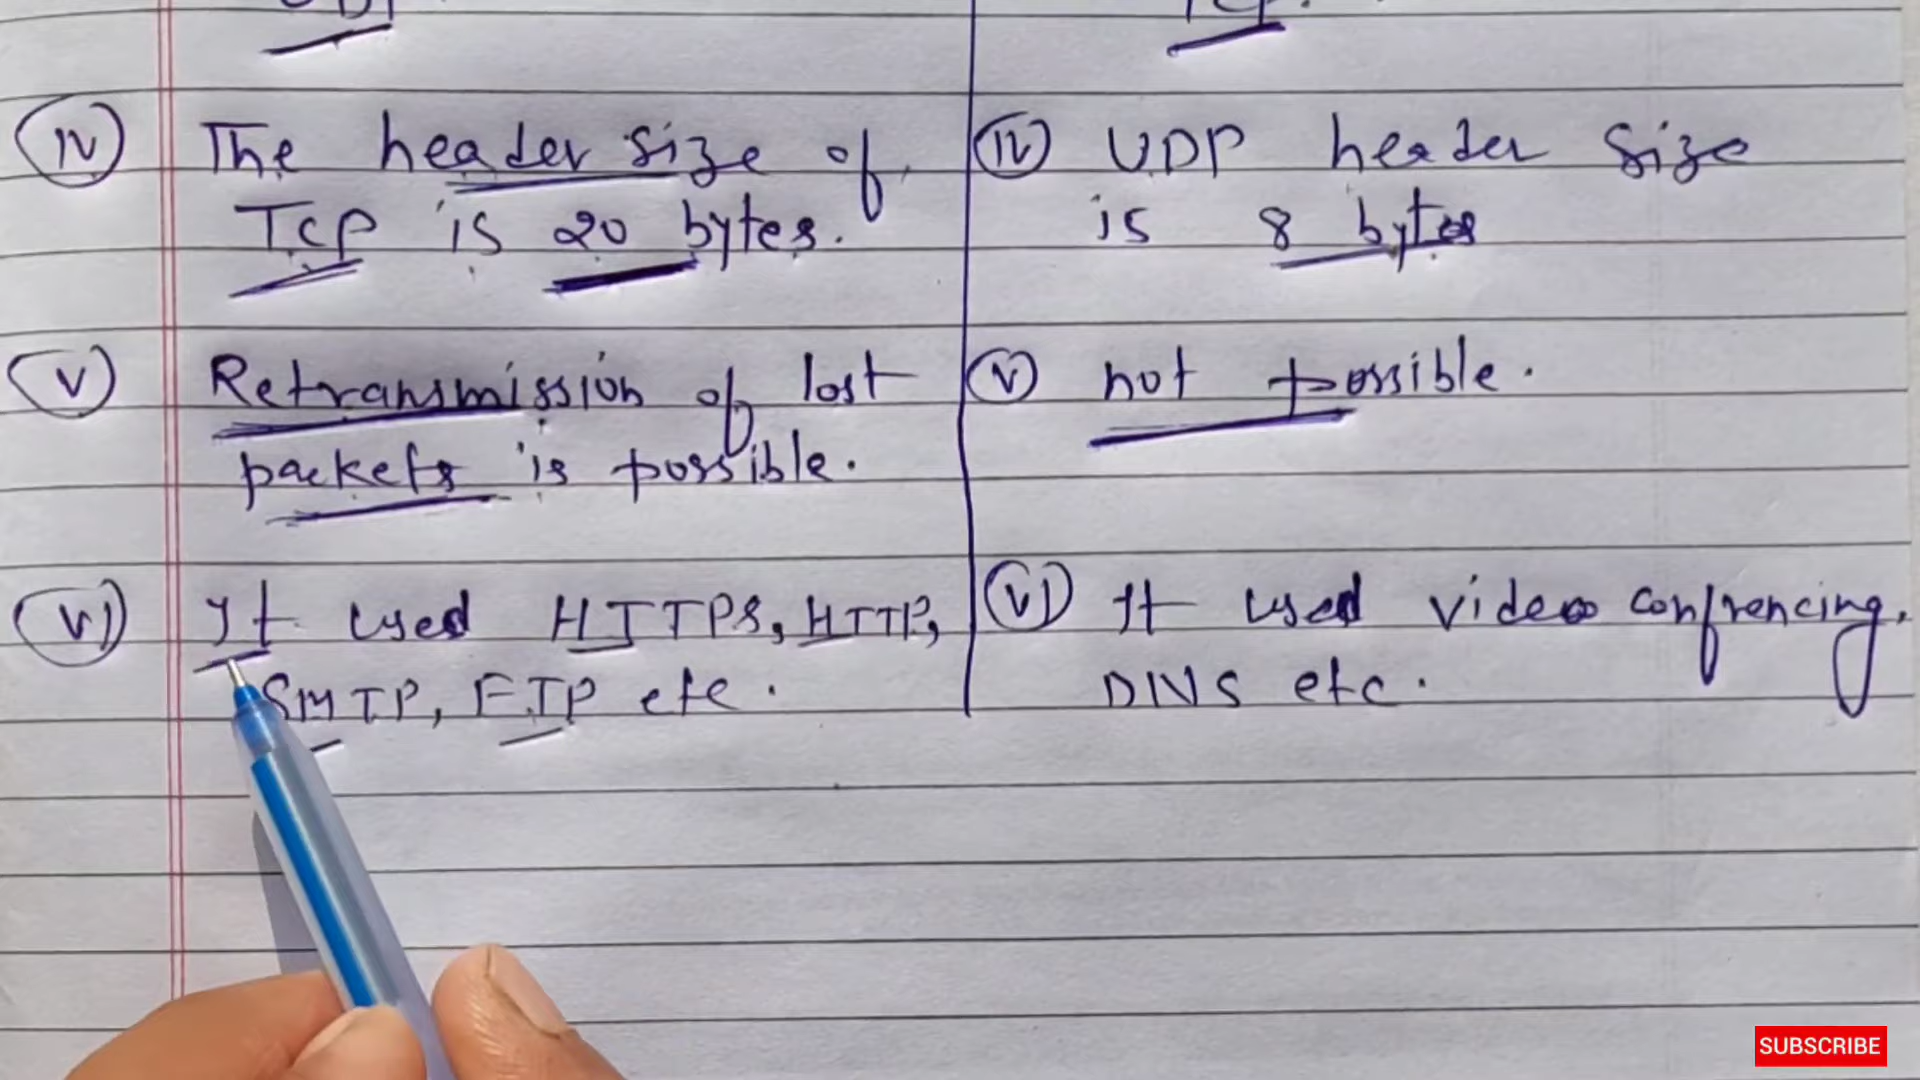 UDP
TCP.
(IV) The header size of
TCP is 20 bytes.
(IV) UDP header size
is 8 bytes
(V) Retransmission of lost
packets is possible.
(V) not possible.
(VI) It used HTTPS, HTTP,
SMTP, FTP etc.
(VI) It used video confrencing,
DNS etc.
SUBSCRIBE